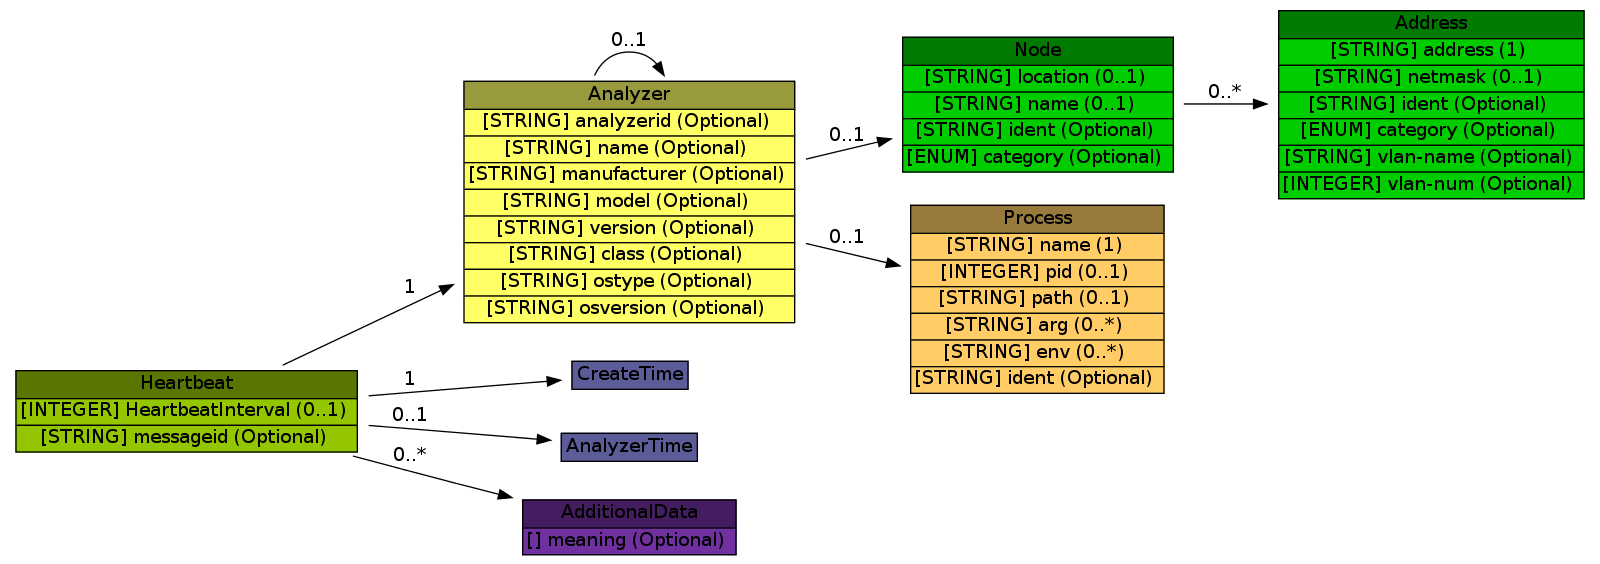 0..1
Analyzer
[STRING] analyzerid (Optional)
[STRING] name (Optional)
[STRING] manufacturer (Optional)
[STRING] model (Optional)
[STRING] version (Optional)
[STRING] class (Optional)
[STRING] ostype (Optional)
[STRING] osversion (Optional)
0..1
Node
[STRING] location (0..1)
[STRING] name (0..1)
[STRING] ident (Optional)
[ENUM] category (Optional)
0..*
Address
[STRING] address (1)
[STRING] netmask (0..1)
[STRING] ident (Optional)
[ENUM] category (Optional)
[STRING] vlan-name (Optional)
[INTEGER] vlan-num (Optional)
0..1
Process
[STRING] name (1)
[INTEGER] pid (0..1)
[STRING] path (0..1)
[STRING] arg (0..*)
[STRING] env (0..*)
[STRING] ident (Optional)
1
Heartbeat
[INTEGER] HeartbeatInterval (0..1)
[STRING] messageid (Optional)
1
CreateTime
0..1
AnalyzerTime
0..*
AdditionalData
[] meaning (Optional)